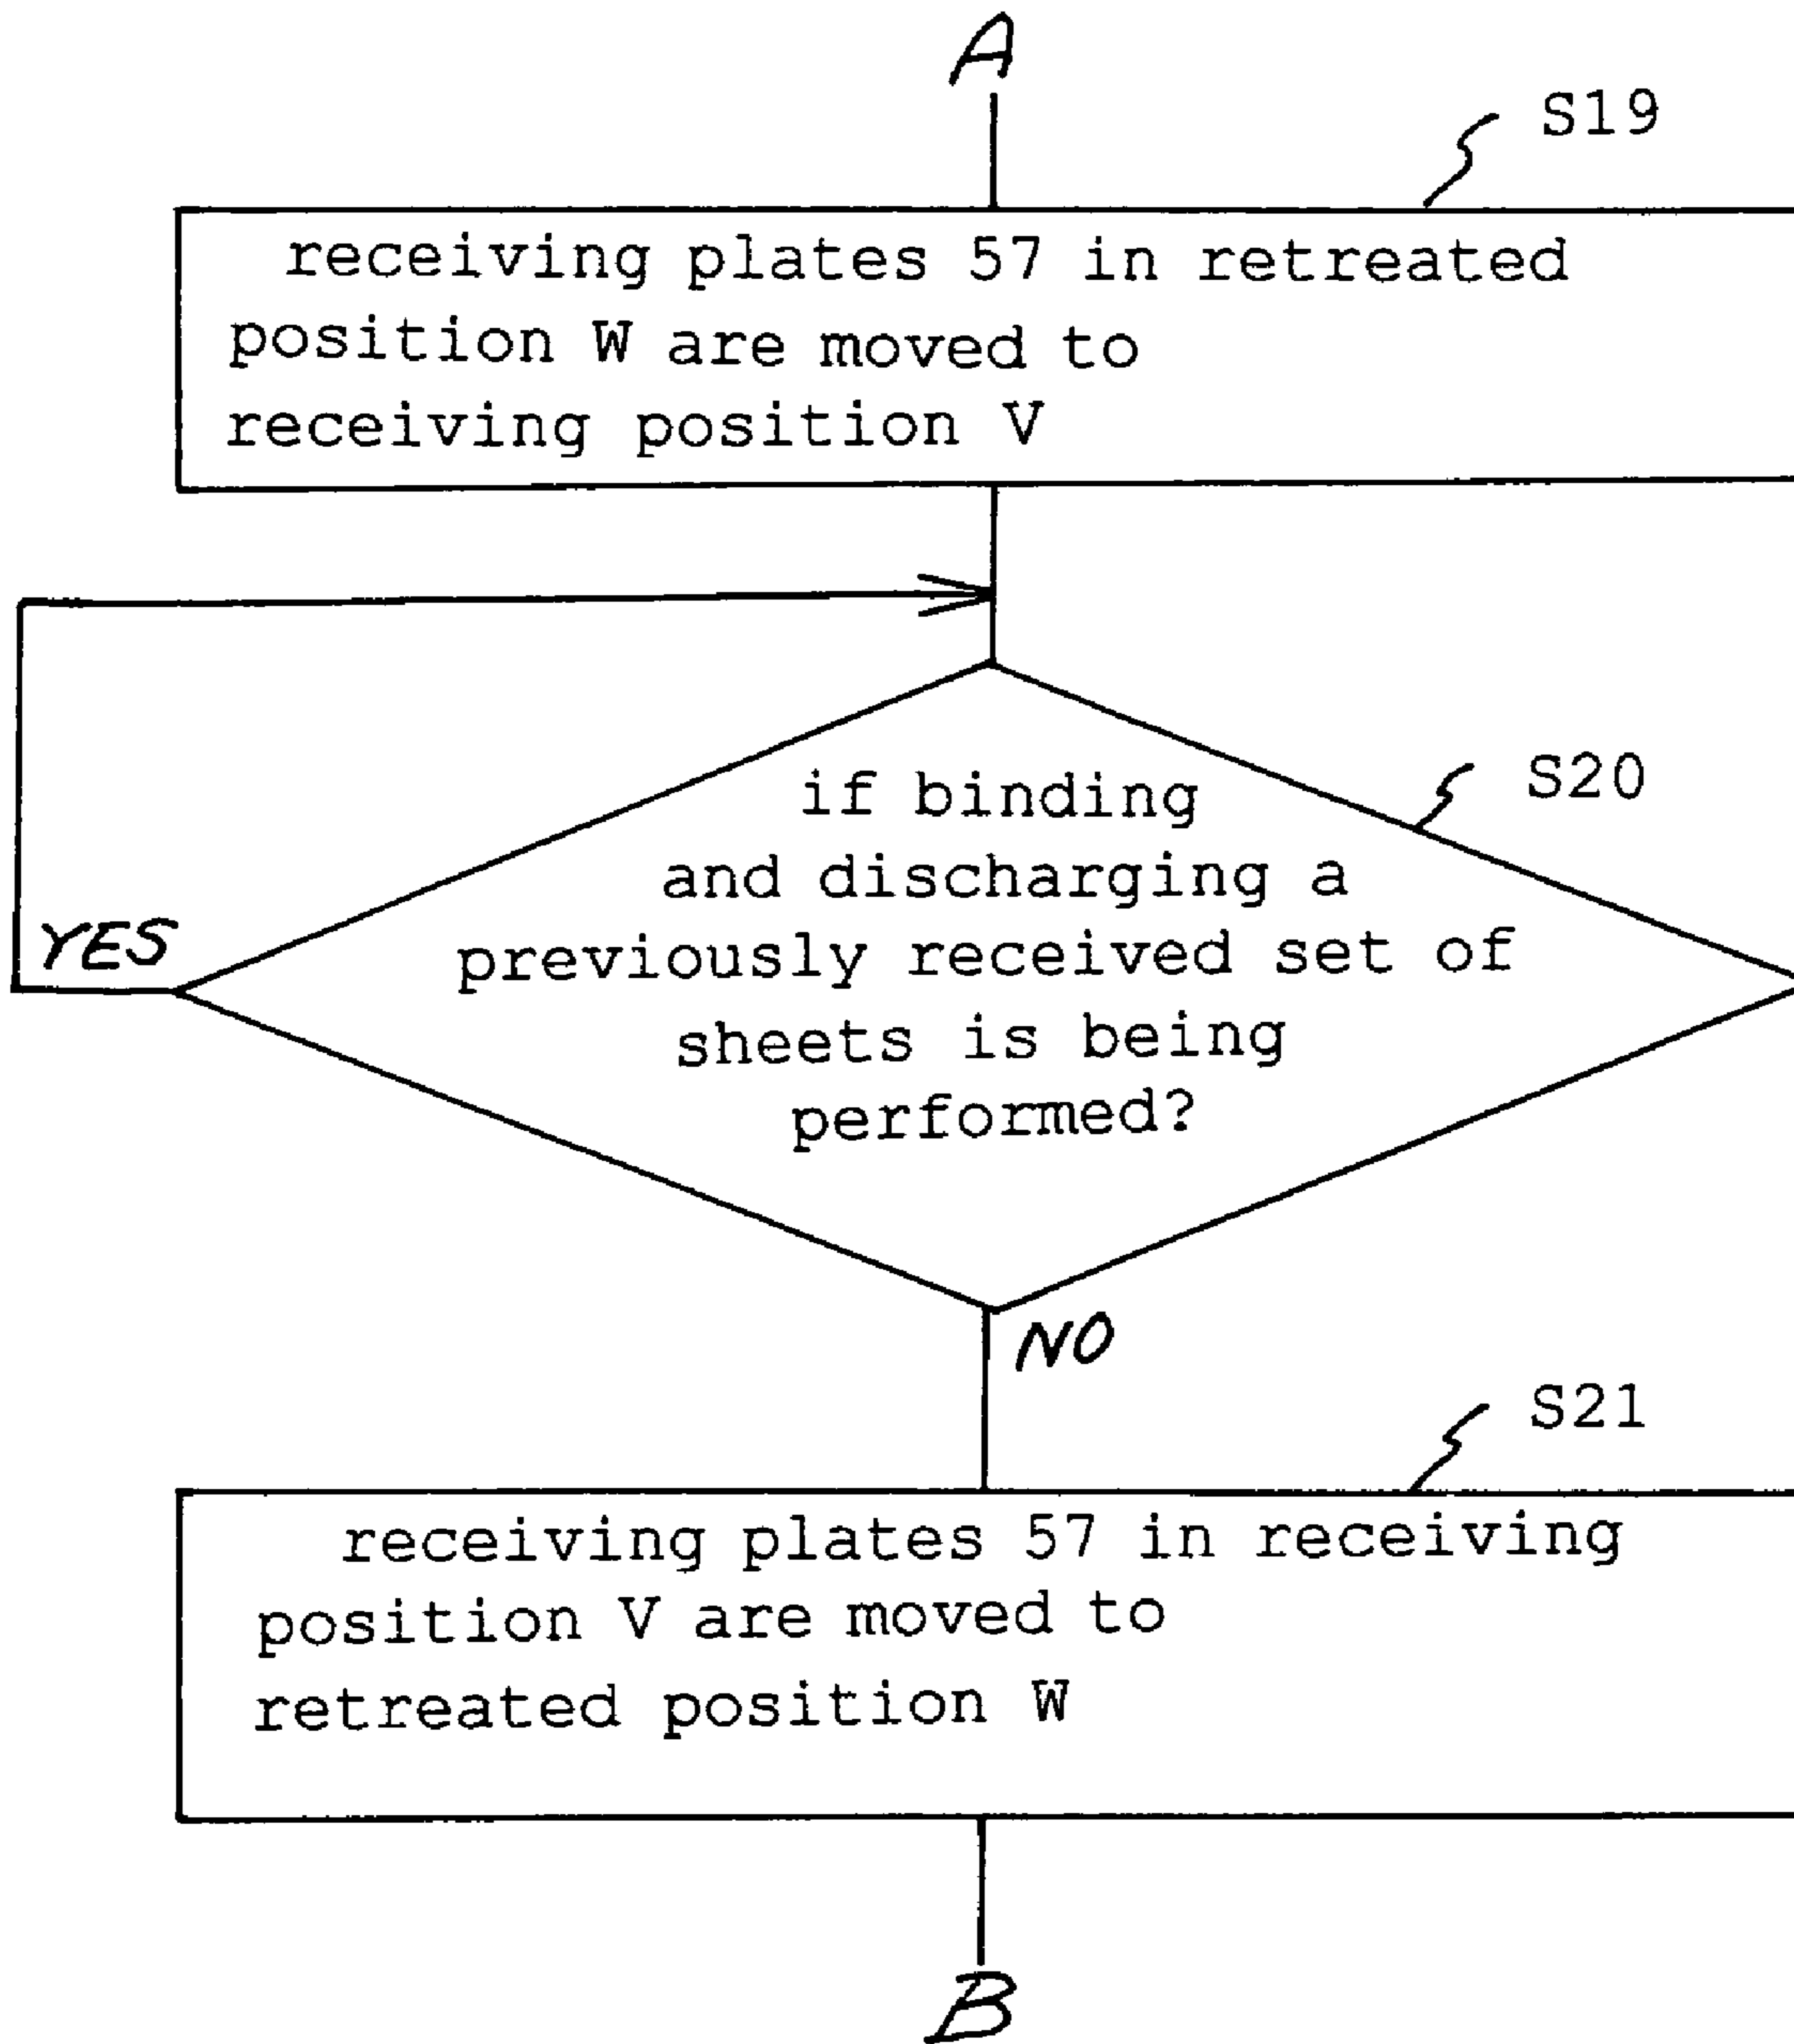 A
S19
receiving plates 57 in retreated
position W are moved to
receiving position V
S20
if binding
and discharging a
previously received set of
sheets is being
performed?
YES
NO
S21
receiving plates 57 in receiving
position V are moved to
retreated position W
B